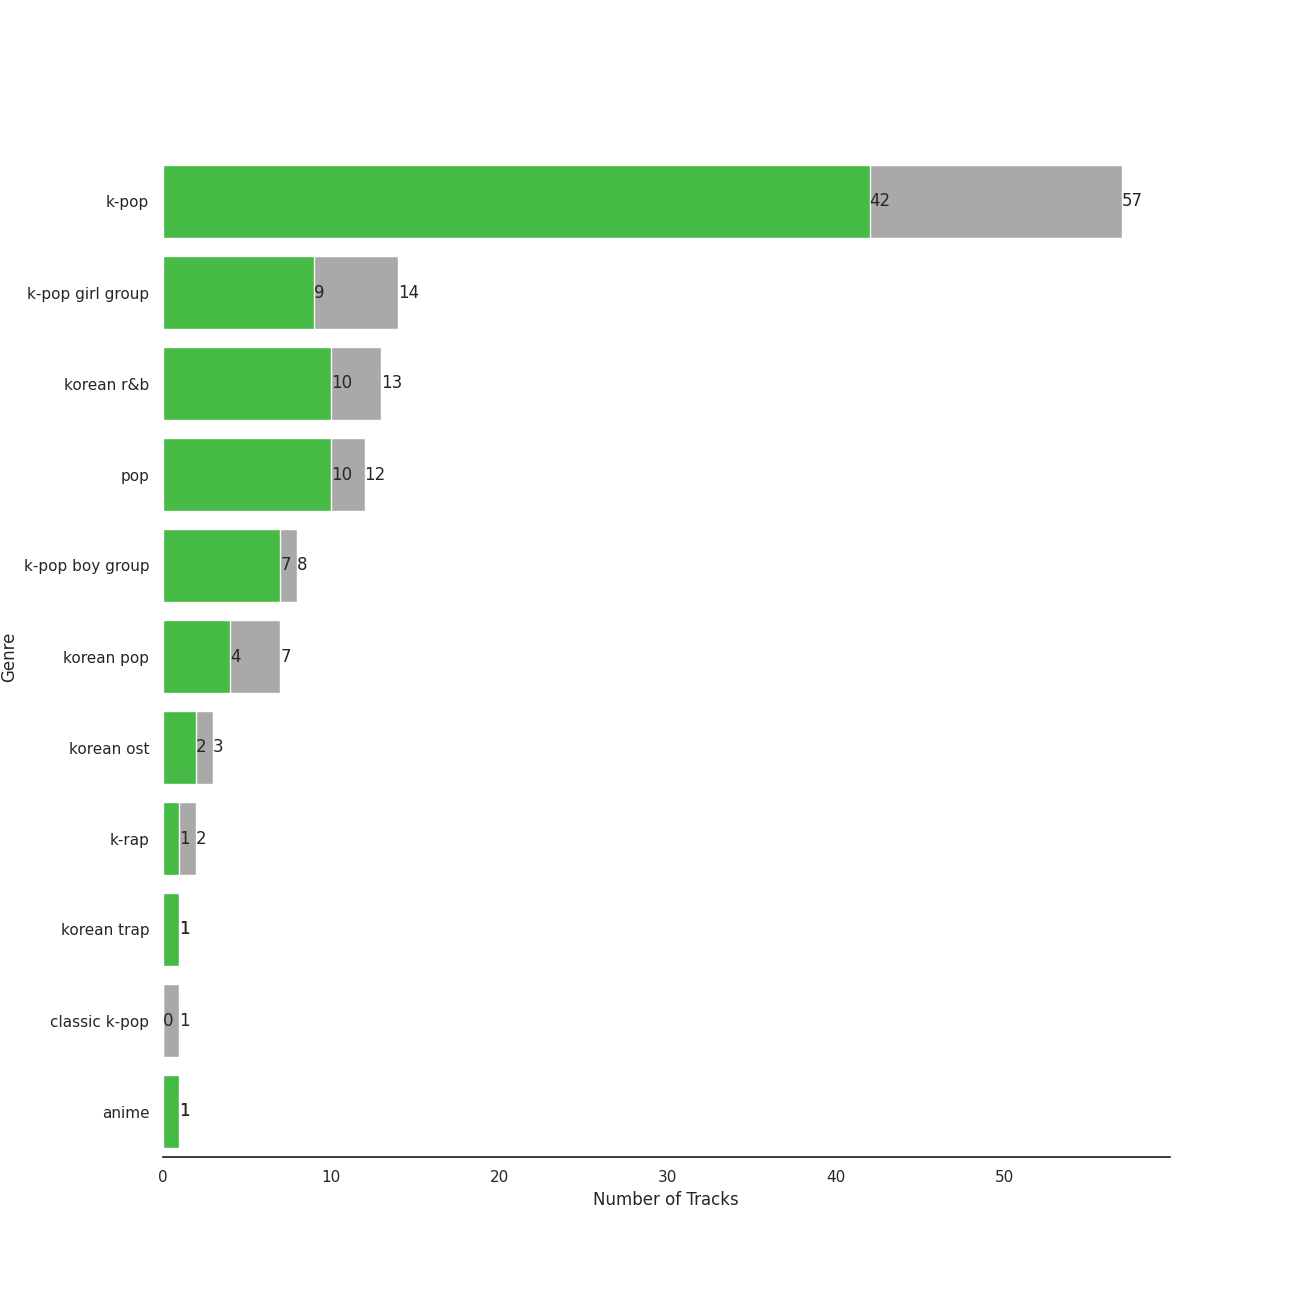 k-pop 42 57
k-pop girl group 9 14
korean r&b 10 13
pop 10 12
k-pop boy group 7 8
korean pop 4 7
Genre
korean ost 2 3
k-rap 1 2
korean trap 1
classic k-pop 0 1
anime 1
0 10 20 30 40 50
Number of Tracks